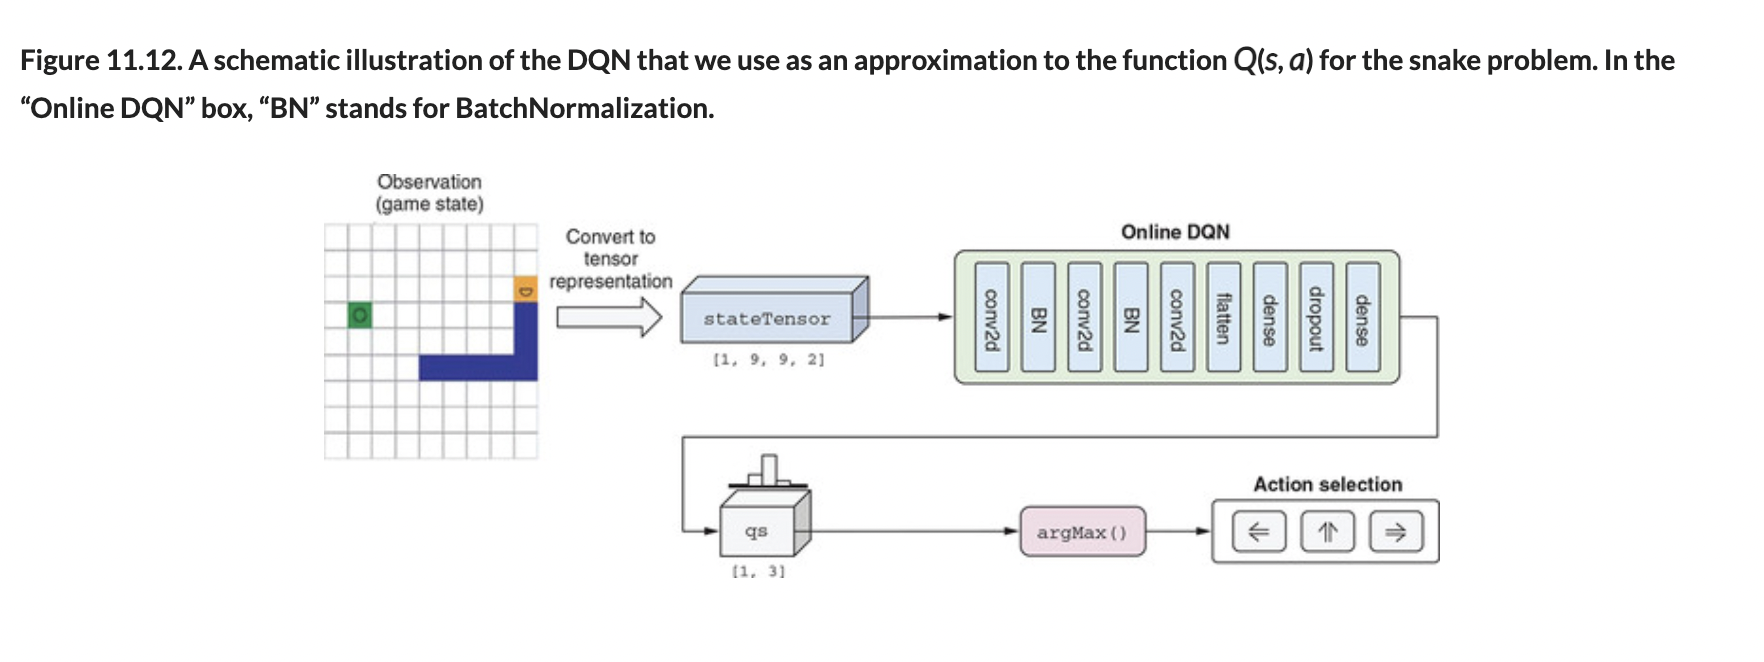 Figure 11.12. A schematic illustration of the DQN that we use as an approximation to the function Q(s, a) for the snake problem. In the
“Online DQN” box, “BN” stands for BatchNormalization.
Observation
(game state)
Convert to
tensor
representation
stateTensor
[1, 9, 9, 2]
Online DQN
conv2d
BN
conv2d
BN
conv2d
flatten
dense
dropout
dense
qs
[1, 3]
argMax()
Action selection